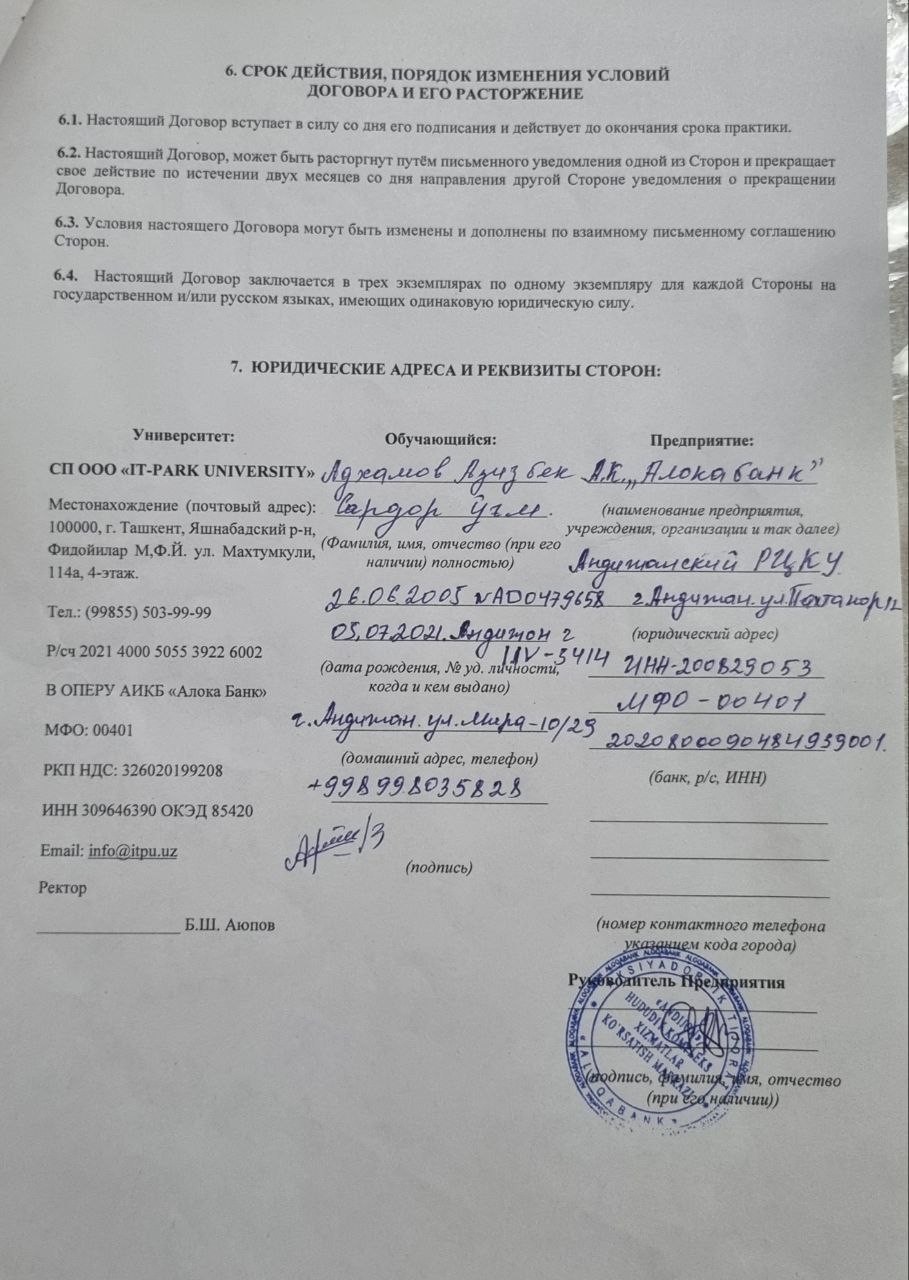 6. СРОК ДЕЙСТВИЯ, ПОРЯДОК ИЗМЕНЕНИЯ УСЛОВИЙ
ДОГОВОРА И ЕГО РАСТОРЖЕНИЕ
6.1. Настоящий Договор вступает в силу со дня его подписания и действует до окончания срока практики.
6.2. Настоящий Договор, может быть расторгнут путём письменного уведомления одной из Сторон и прекращает
свое действие по истечении двух месяцев со дня направления другой Стороне уведомления о прекращении
Договора.
6.3. Условия настоящего Договора могут быть изменены и дополнены по взаимному письменному соглашению
Сторон.
6.4. Настоящий Договор заключается в трех экземплярах по одному экземпляру для каждой Стороны на
государственном и/или русском языках, имеющих одинаковую юридическую силу.
7. ЮРИДИЧЕСКИЕ АДРЕСА И РЕКВИЗИТЫ СТОРОН:
Университет:
СП ООО «IT-PARK UNIVERSITY»
Местонахождение (почтовый адрес):
100000, г. Ташкент, Яшнабадский р-н,
Фидойилар М,Ф.Й. ул. Махтумкули,
114а, 4-этаж.
Тел.: (99855) 503-99-99
Р/сч 2021 4000 5055 3922 6002
В ОПЕРУ АИКБ «Алока Банк»
МФО: 00401
РКП НДС: 326020199208
ИНН 309646390 ОКЭД 85420
Email: info@itpu.uz
Ректор
Б.Ш. Аюпов
Обучающийся:
Адхамов Азизбек
Сардор ўгли.
(Фамилия, имя, отчество (при его
наличии) полностью)
26.06.2005 №AD0479658
05.07.2021. Андижон г
IIV-3414
(дата рождения, № уд. личности,
когда и кем выдано)
г. Андижан. ул. Мира-10/29
(домашний адрес, телефон)
+998998035828
(подпись)
Предприятие:
А.К. „Алокабанк”
(наименование предприятия,
учреждения, организации и так далее)
Андижанский РЦКУ.
г. Андижан. ул.
(юридический адрес)
ИНН-200829053
МФО-00401
2020800090484939001.
(банк, р/с, ИНН)
(номер контактного телефона
указанием кода города)
Руководитель Предприятия
(подпись, фамилия, имя, отчество
(при его наличии))
AKSIYADORLIK TIJORAT
«ALOQABANK»
«ANDIJON»
HUDUDIY KOMPLEKS
XIZMATLAR
KO'RSATISH MARKAZI